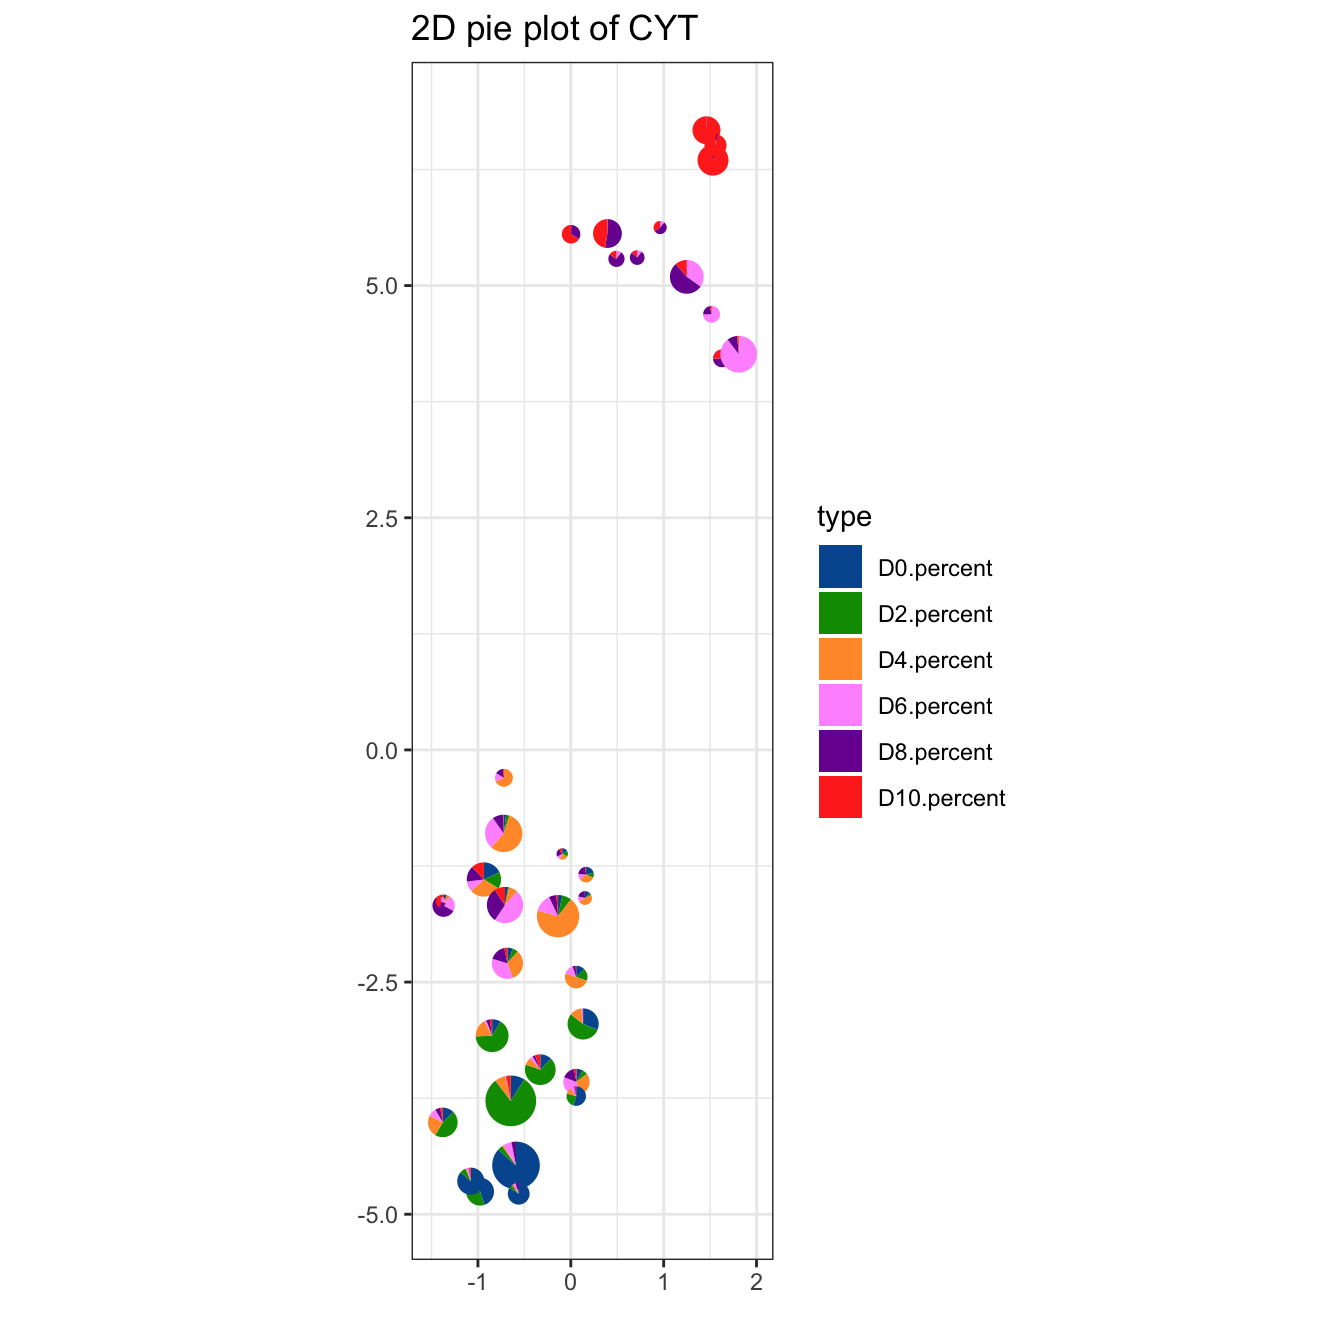 2D pie plot of CYT
5.0
2.5
0.0
-2.5
-5.0
-1
0
1
2
type
D0.percent
D2.percent
D4.percent
D6.percent
D8.percent
D10.percent